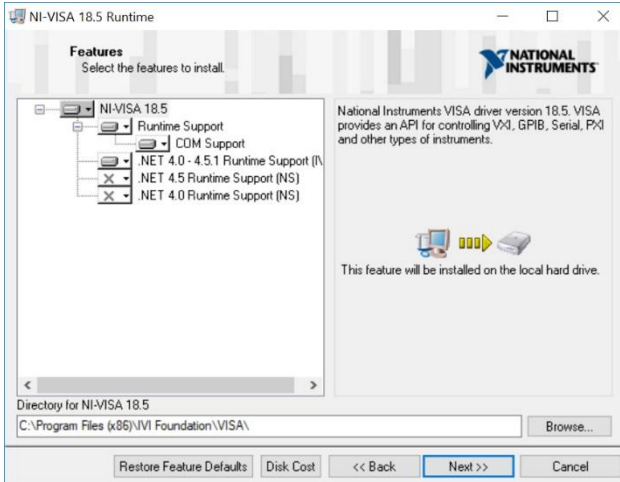 NI-VISA 18.5 Runtime
Features
Select the features to install.
NATIONAL
INSTRUMENTS
NI-VISA 18.5
Runtime Support
COM Support
.NET 4.0 - 4.5.1 Runtime Support (I\
.NET 4.5 Runtime Support (NS)
.NET 4.0 Runtime Support (NS)
National Instruments VISA driver version 18.5. VISA
provides an API for controlling VXI, GPIB, Serial, PXI
and other types of instruments.
This feature will be installed on the local hard drive.
Directory for NI-VISA 18.5
C:\Program Files (x86)\IVI Foundation\VISA\
Browse...
Restore Feature Defaults
Disk Cost
<< Back
Next >>
Cancel